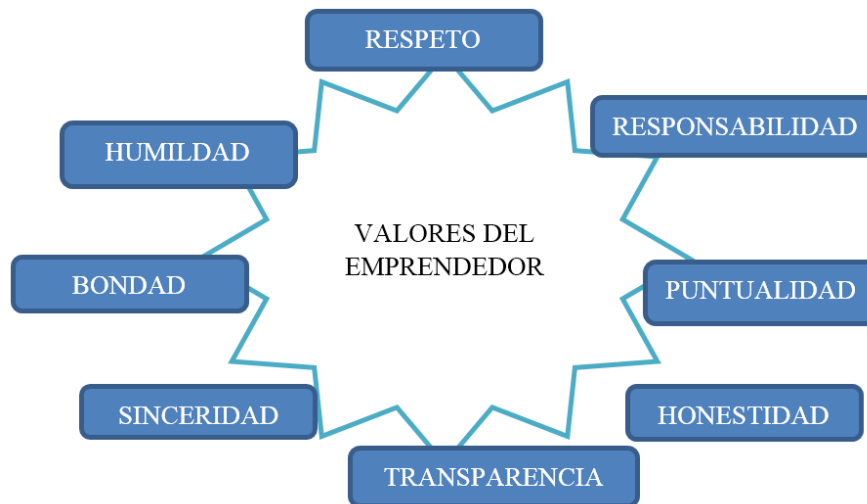 RESPETO
RESPONSABILIDAD
HUMILDAD
VALORES DEL
EMPRENDEDOR
BONDAD
PUNTUALIDAD
SINCERIDAD
HONESTIDAD
TRANSPARENCIA